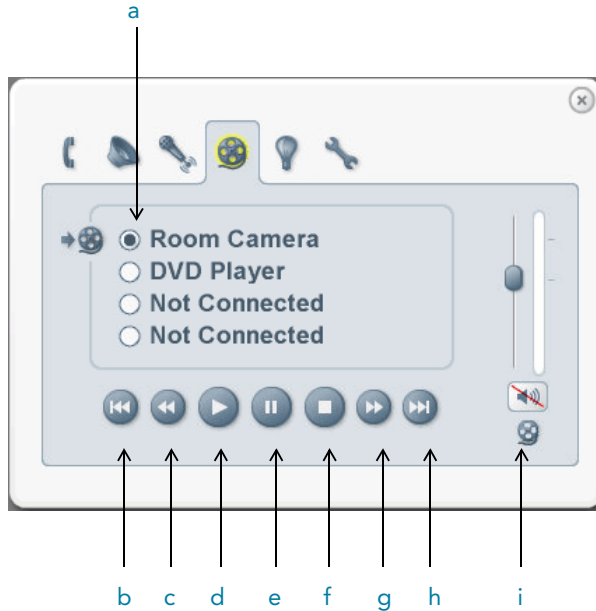 a
Room Camera
DVD Player
Not Connected
Not Connected
b c d e f g h i